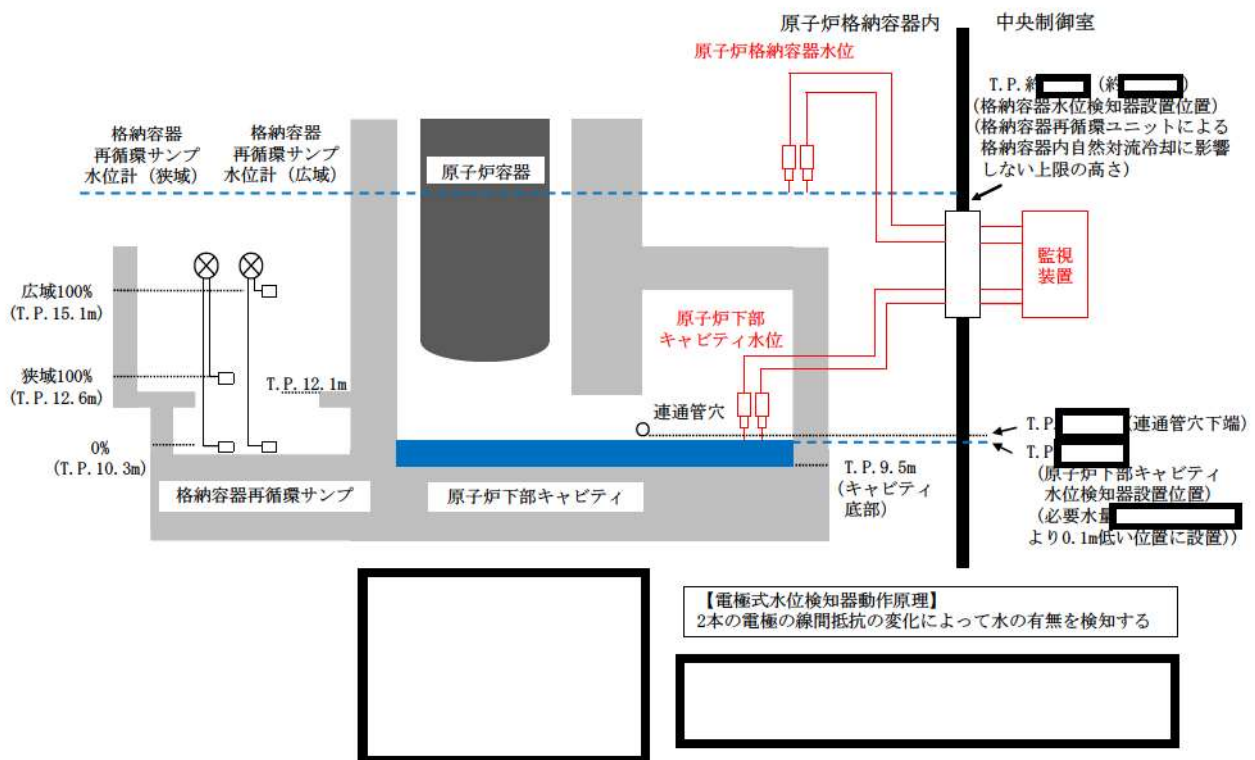 原子炉格納容器内
中央制御室
原子炉格納容器水位
T.P.約 (約 )
(格納容器水位検知器設置位置)
(格納容器再循環ユニットによる
格納容器内自然対流冷却に影響
しない上限の高さ)
格納容器
再循環サンプ
水位計（狭域）
格納容器
再循環サンプ
水位計（広域）
原子炉容器
監視
装置
広域100%
(T.P.15.1m)
原子炉下部
キャビティ水位
狭域100%
(T.P.12.6m)
T.P.12.1m
連通管穴
T.P. (連通管穴下端)
0%
(T.P.10.3m)
T.P
(原子炉下部キャビティ
水位検知器設置位置)
(必要水量
より0.1m低い位置に設置))
T.P.9.5m
(キャビティ
底部)
格納容器再循環サンプ
原子炉下部キャビティ
【電極式水位検知器動作原理】
2本の電極の線間抵抗の変化によって水の有無を検知する